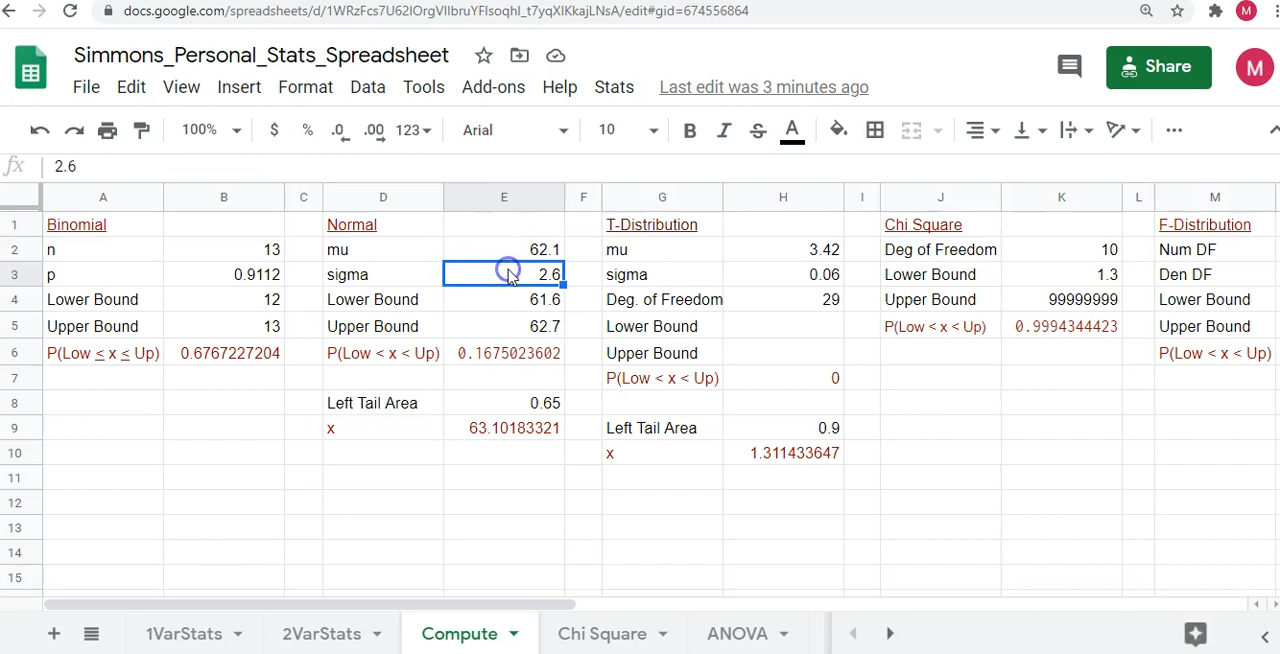 docs.google.com/spreadsheets/d/1WRzFcs7U62IOrgVIIbruYFlsoqhI_t7yqXIKkajLNsA/edit#gid=674556864 M
Simmons_Personal_Stats_Spreadsheet
File Edit View Insert Format Data Tools Add-ons Help Stats Last edit was 3 minutes ago Share M
100% $ % .0 .00 123 Arial 10 B I S A
fx 2.6
A B C D E F G H I J K L M
1 Binomial Normal T-Distribution Chi Square F-Distribution
2 n 13 mu 62.1 mu 3.42 Deg of Freedom 10 Num DF
3 p 0.9112 sigma 2.6 sigma 0.06 Lower Bound 1.3 Den DF
4 Lower Bound 12 Lower Bound 61.6 Deg. of Freedom 29 Upper Bound 99999999 Lower Bound
5 Upper Bound 13 Upper Bound 62.7 Lower Bound P(Low < x < Up) 0.9994344423 Upper Bound
6 P(Low ≤ x ≤ Up) 0.6767227204 P(Low < x < Up) 0.1675023602 Upper Bound P(Low < x < Up)
7 P(Low < x < Up) 0
8 Left Tail Area 0.65
9 x 63.10183321 Left Tail Area 0.9
10 x 1.311433647
11
12
13
14
15
1VarStats 2VarStats Compute Chi Square ANOVA